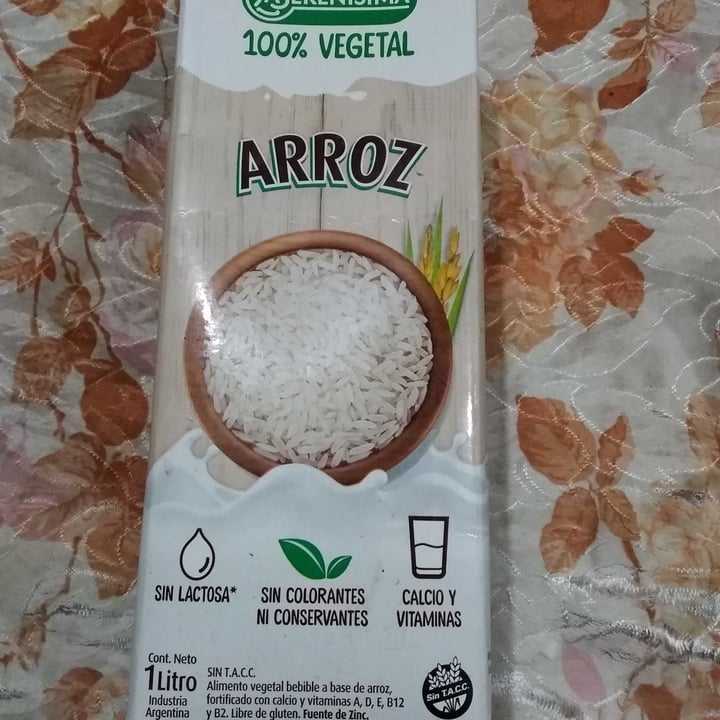 SERENISIMA
100% VEGETAL
ARROZ
SIN LACTOSA*
SIN COLORANTES
NI CONSERVANTES
CALCIO Y
VITAMINAS
Cont. Neto
1 Litro
Industria
Argentina
SIN T.A.C.C.
Alimento vegetal bebible a base de arroz,
fortificado con calcio y vitaminas A, D, E, B12
y B2. Libre de gluten. Fuente de Zinc.
Sin T.A.C.C.